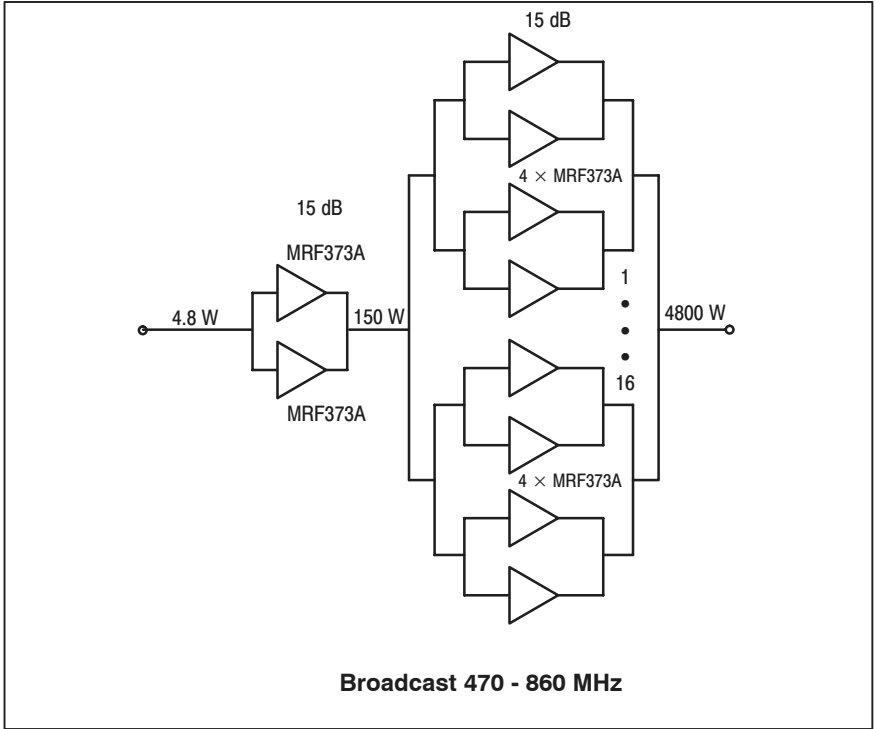 15 dB
4 × MRF373A
15 dB
MRF373A
1
4.8 W
150 W
4800 W
16
MRF373A
4 × MRF373A
Broadcast 470 - 860 MHz